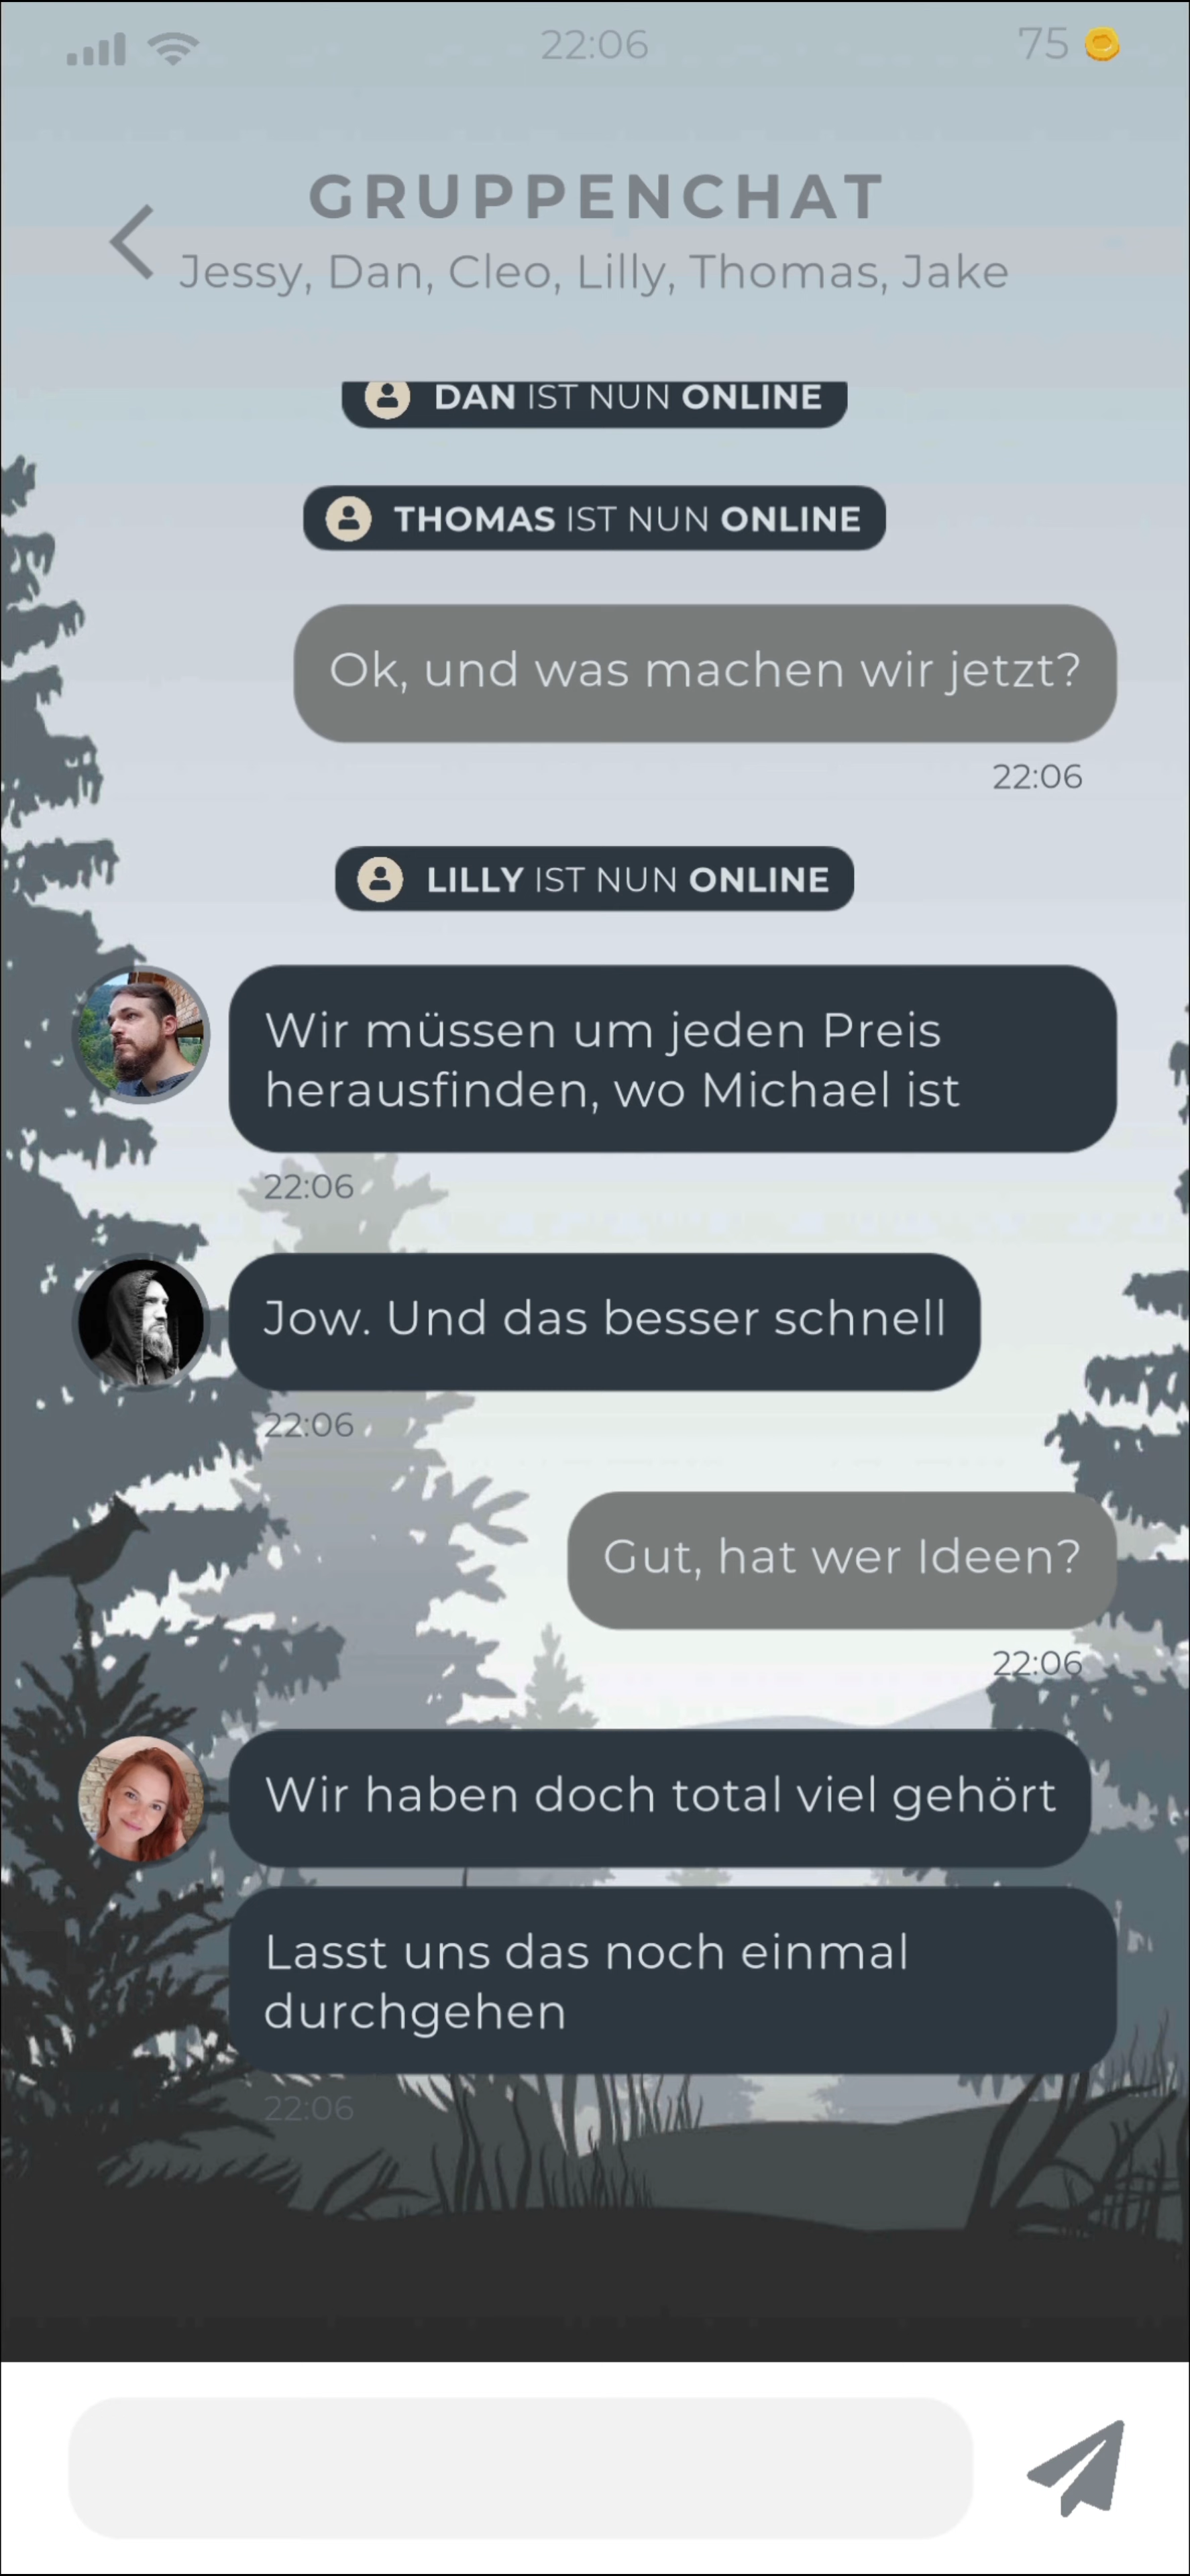 22:06
75
GRUPPENCHAT
Jessy, Dan, Cleo, Lilly, Thomas, Jake
DAN IST NUN ONLINE
THOMAS IST NUN ONLINE
Ok, und was machen wir jetzt?
22:06
LILLY IST NUN ONLINE
Wir müssen um jeden Preis
herausfinden, wo Michael ist
22:06
Jow. Und das besser schnell
22:06
Gut, hat wer Ideen?
22:06
Wir haben doch total viel gehört
Lasst uns das noch einmal
durchgehen
22:06